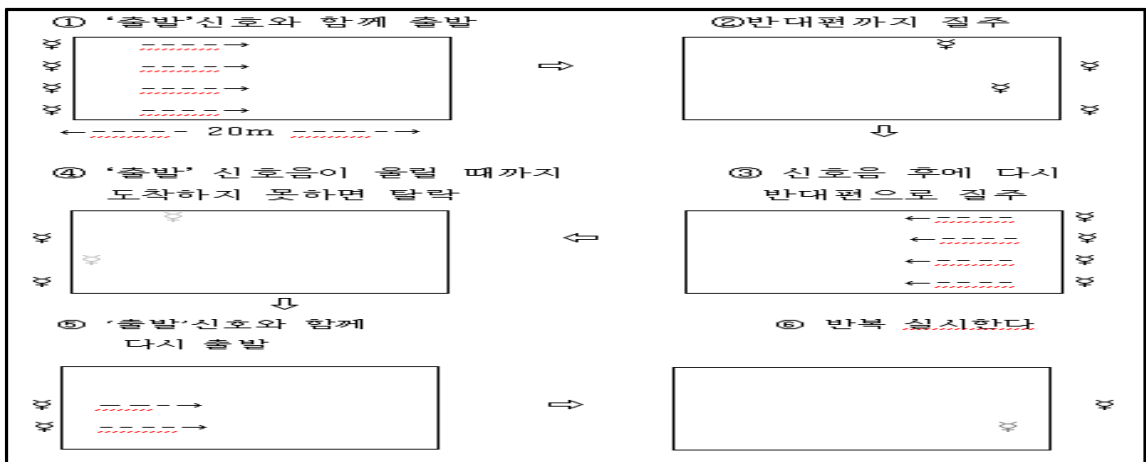 ① ‘출발’신호와 함께 출발
②반대편까지 질주
20m
④ ‘출발’ 신호음이 울릴 때까지
도착하지 못하면 탈락
③ 신호음 후에 다시
반대편으로 질주
⑤ ‘출발’신호와 함께
다시 출발
⑥ 반복 실시한다